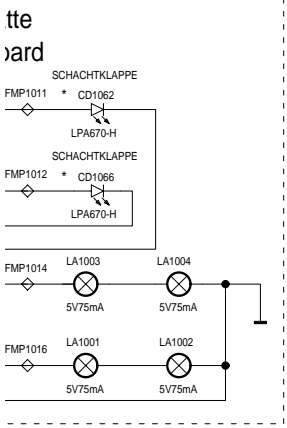 tte
oard
SCHACHTKLAPPE
FMP1011 * CD1062
LPA670-H
SCHACHTKLAPPE
FMP1012 * CD1066
LPA670-H
FMP1014 LA1003 LA1004
5V75mA 5V75mA
FMP1016 LA1001 LA1002
5V75mA 5V75mA